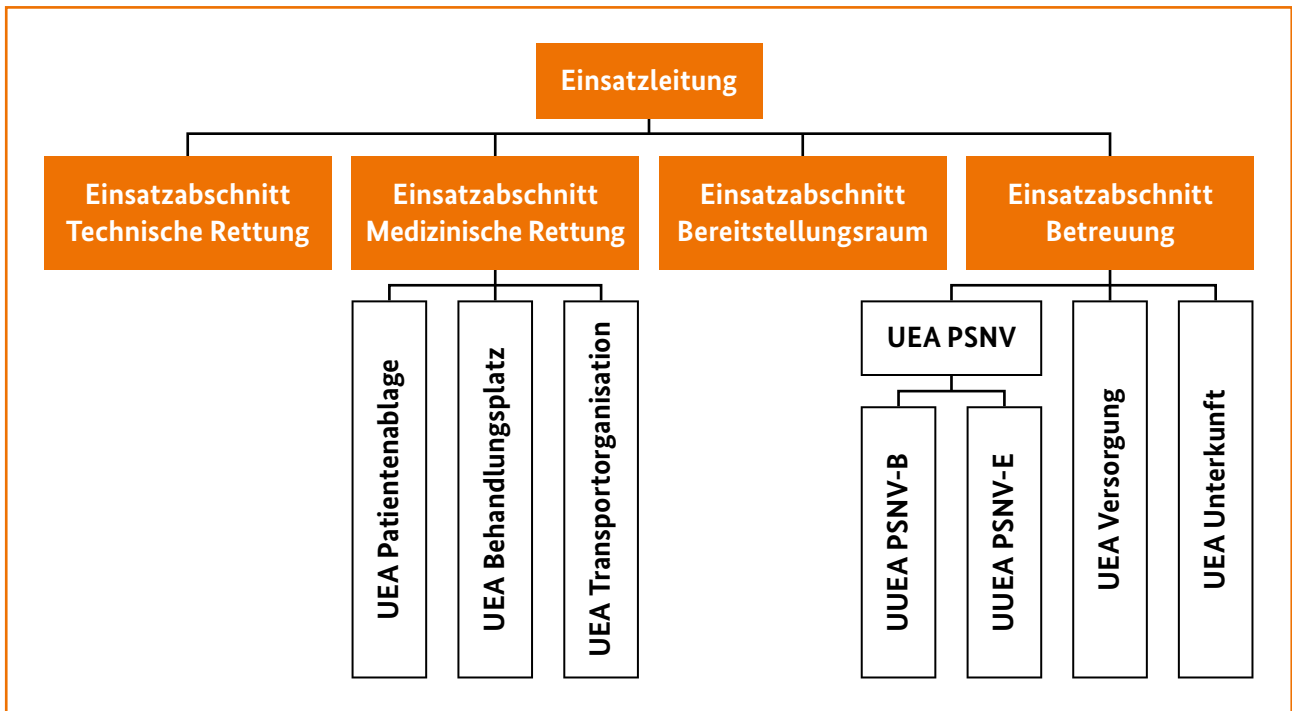 Einsatzleitung
Einsatzabschnitt
Technische Rettung
Einsatzabschnitt
Medizinische Rettung
Einsatzabschnitt
Bereitstellungsraum
Einsatzabschnitt
Betreuung
UEA Patientenablage
UEA Behandlungsplatz
UEA Transportorganisation
UEA PSNV
UUEA PSNV-B
UUEA PSNV-E
UEA Versorgung
UEA Unterkunft